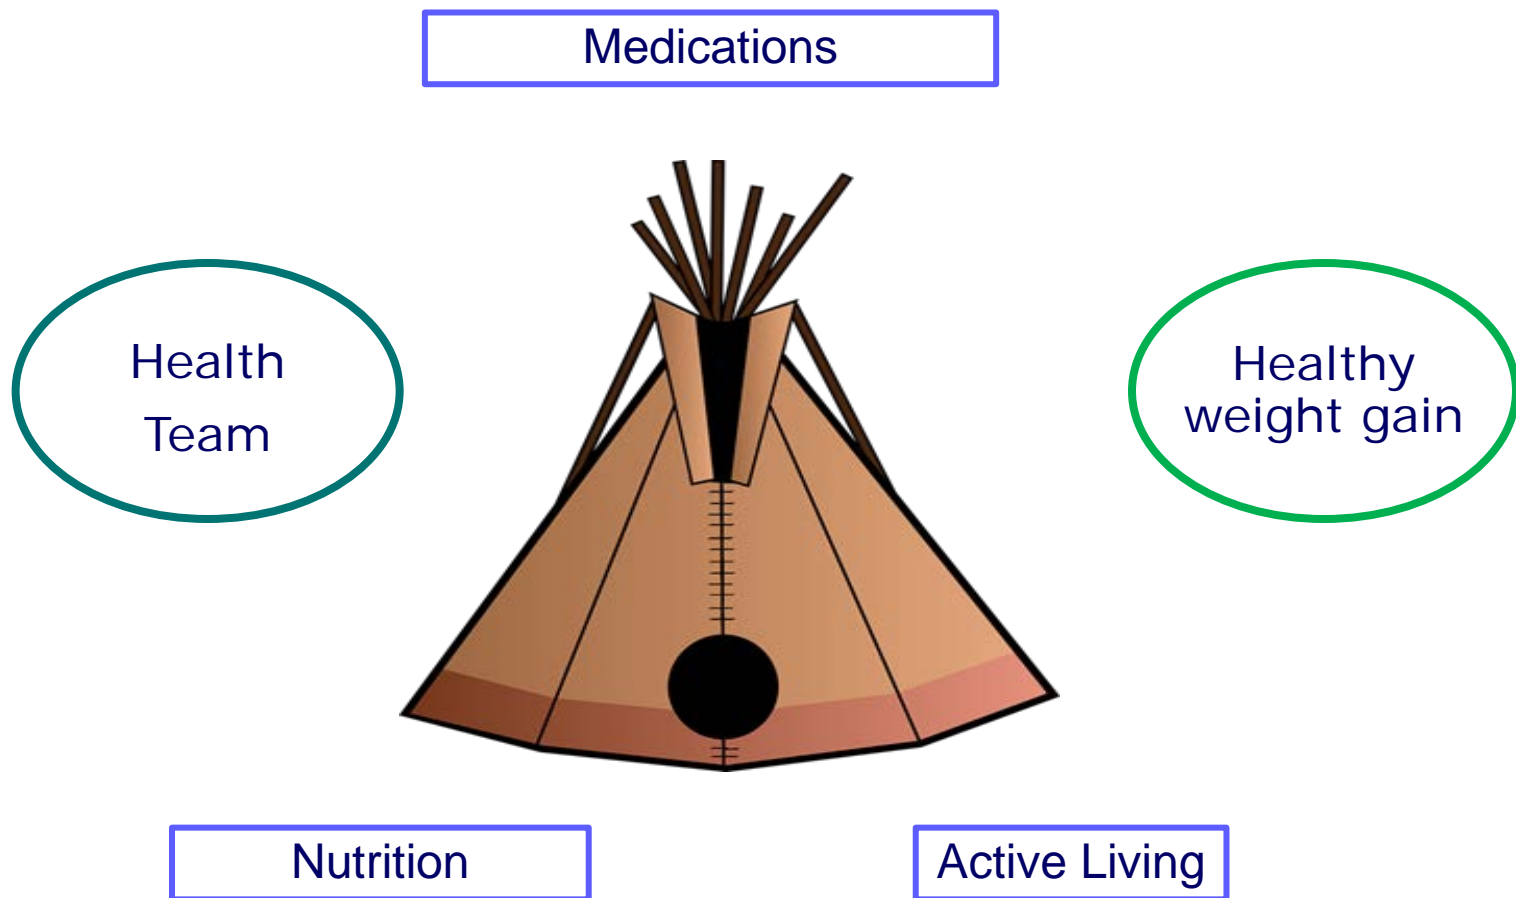 Medications
Health
Team
Healthy
weight gain
Nutrition
Active Living